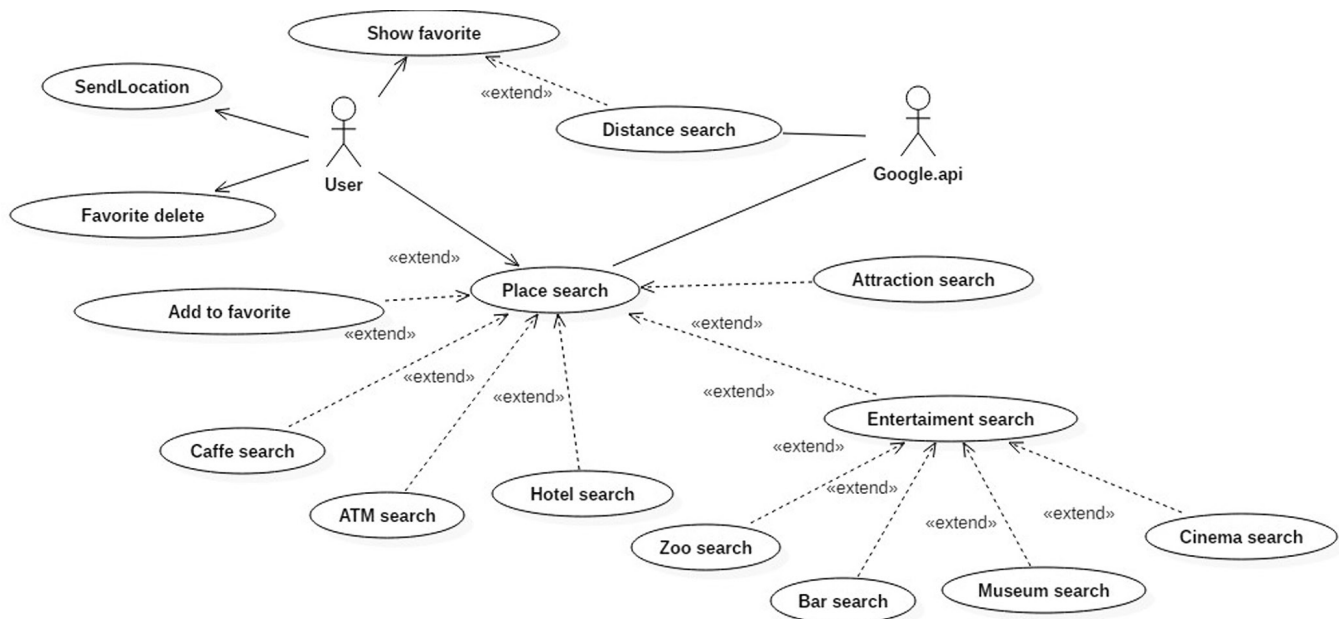 Show favorite
SendLocation
«extend»
Distance search
User
Google.api
Favorite delete
«extend»
Place search
Attraction search
Add to favorite
«extend»
«extend»
«extend»
«extend»
«extend»
Entertaiment search
Caffe search
«extend»
Hotel search
«extend»
ATM search
«extend»
«extend»
Zoo search
Cinema search
Bar search
Museum search